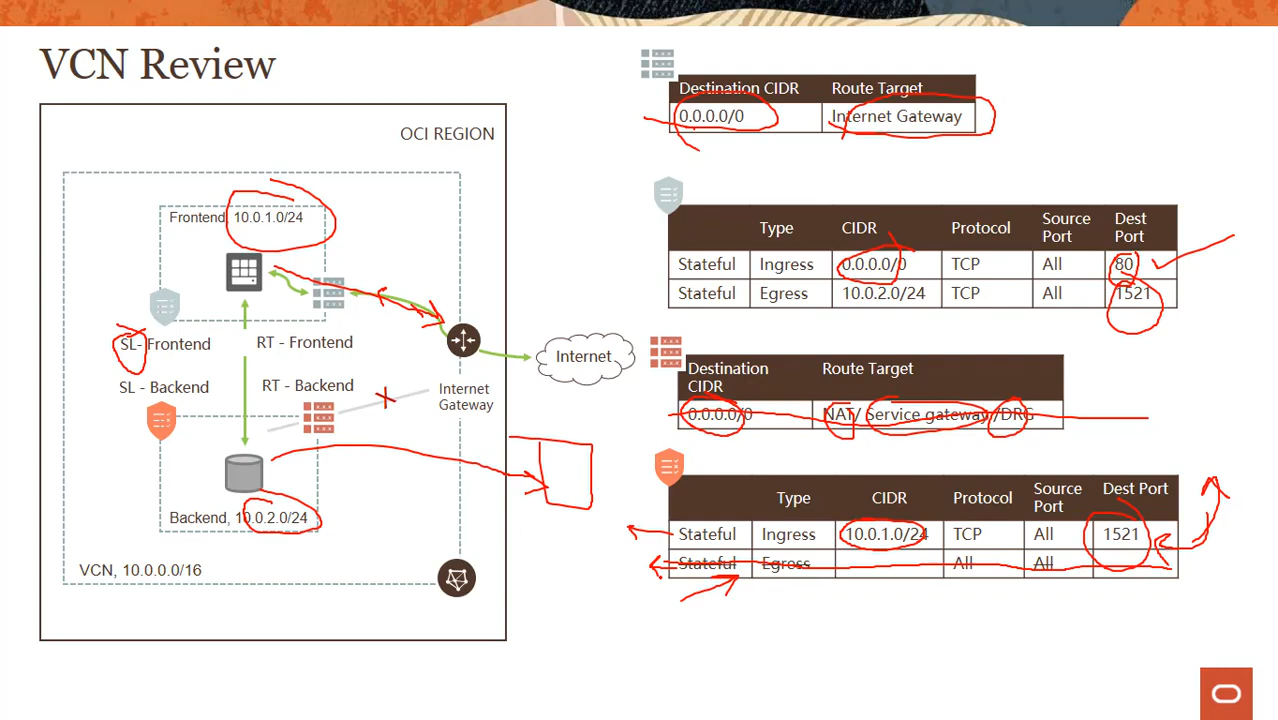 VCN Review
OCI REGION
Frontend, 10.0.1.0/24
SL- Frontend
RT - Frontend
SL - Backend
RT - Backend
Internet
Internet
Gateway
Backend, 10.0.2.0/24
VCN, 10.0.0.0/16
Destination CIDR Route Target
0.0.0.0/0 Internet Gateway
Type CIDR Protocol Source Port Dest Port
Stateful Ingress 0.0.0.0/0 TCP All 80
Stateful Egress 10.0.2.0/24 TCP All 1521
Destination CIDR Route Target
0.0.0.0/0 NAT/ Service gateway /DRG
Type CIDR Protocol Source Port Dest Port
Stateful Ingress 10.0.1.0/24 TCP All 1521
Stateful Egress All All